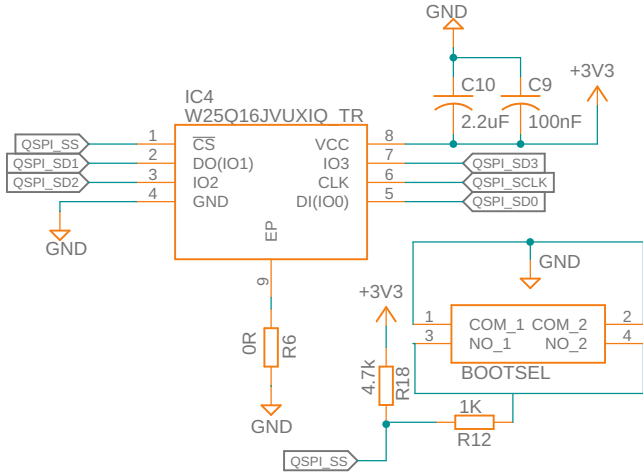 GND
C10
C9
+3V3
2.2uF
100nF
IC4
W25Q16JVUXIQ_TR
QSPI_SS
1
CS
VCC
8
QSPI_SD1
2
DO(IO1)
IO3
7
QSPI_SD3
QSPI_SD2
3
IO2
CLK
6
QSPI_SCLK
4
GND
DI(IO0)
5
QSPI_SD0
GND
EP
9
0R
R6
GND
+3V3
4.7k
R18
QSPI_SS
1K
R12
GND
1
COM_1
COM_2
2
3
NO_1
NO_2
4
BOOTSEL